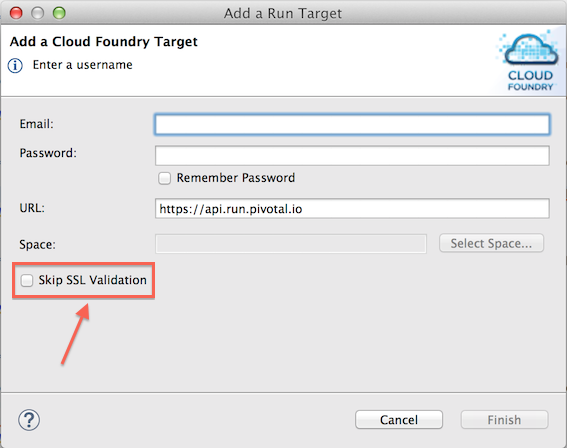 Add a Run Target
Add a Cloud Foundry Target
Enter a username
CLOUD
FOUNDRY
Email:
Password:
Remember Password
URL: https://api.run.pivotal.io
Space: Select Space...
Skip SSL Validation
? Cancel Finish